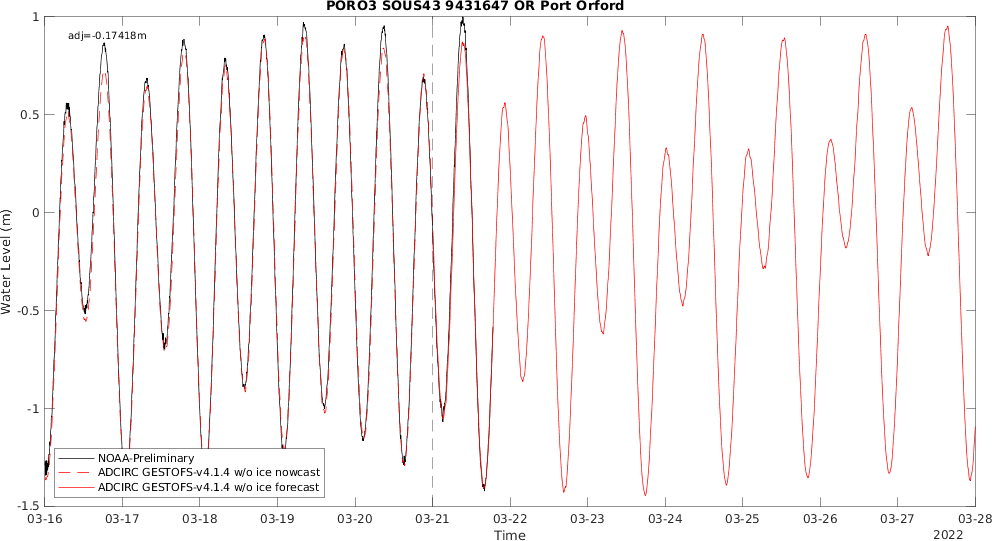 PORO3 SOUS43 9431647 OR Port Orford
adj=-0.17418m
Water Level (m)
1
0.5
0
-0.5
-1
-1.5
NOAA-Preliminary
ADCIRC GESTOFS-v4.1.4 w/o ice nowcast
ADCIRC GESTOFS-v4.1.4 w/o ice forecast
03-16 03-17 03-18 03-19 03-20 03-21 03-22 03-23 03-24 03-25 03-26 03-27 03-28
Time
2022